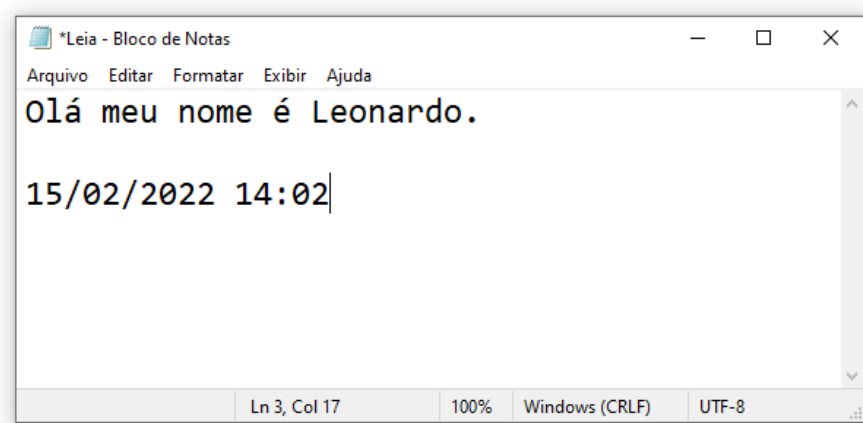 *Leia - Bloco de Notas
Arquivo Editar Formatar Exibir Ajuda
Olá meu nome é Leonardo.
15/02/2022 14:02
Ln 3, Col 17 100% Windows (CRLF) UTF-8